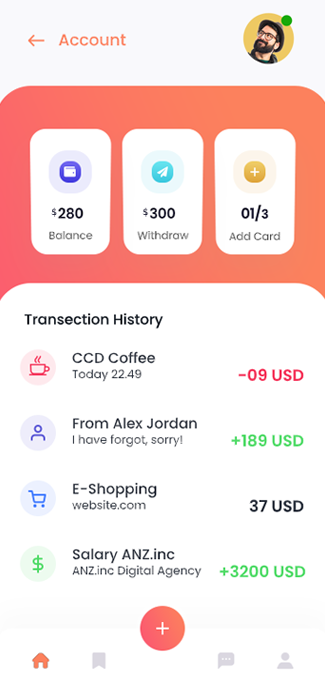 Account
$280
Balance
$300
Withdraw
01/3
Add Card
Transection History
CCD Coffee
Today 22.49
-09 USD
From Alex Jordan
I have forgot, sorry!
+189 USD
E-Shopping
website.com
37 USD
Salary ANZ.inc
ANZ.inc Digital Agency
+3200 USD